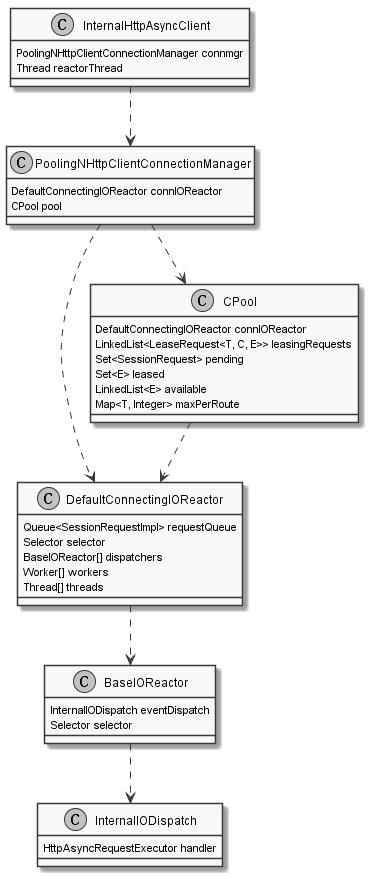 C InternalHttpAsyncClient
PoolingNHttpClientConnectionManager connmgr
Thread reactorThread
C PoolingNHttpClientConnectionManager
DefaultConnectingIOReactor connIOReactor
CPool pool
C CPool
DefaultConnectingIOReactor connIOReactor
LinkedList<LeaseRequest<T, C, E>> leasingRequests
Set<SessionRequest> pending
Set<E> leased
LinkedList<E> available
Map<T, Integer> maxPerRoute
C DefaultConnectingIOReactor
Queue<SessionRequestImpl> requestQueue
Selector selector
BaseIOReactor[] dispatchers
Worker[] workers
Thread[] threads
C BaseIOReactor
InternalIODispatch eventDispatch
Selector selector
C InternalIODispatch
HttpAsyncRequestExecutor handler